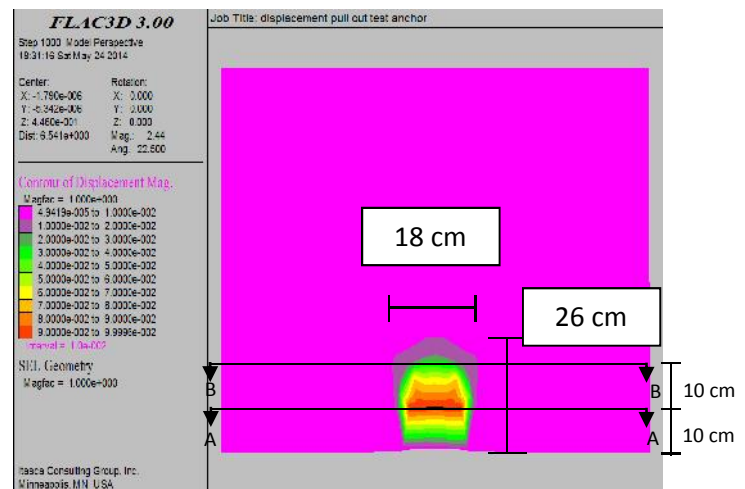 FLAC3D 3.00
Step 1000 Model Perspective
18:31:16 Sat May 24 2014
Center:
X: -1.790e-006
Y: -5.342e-006
Z: 4.460e-001
Dist: 6.541e+000
Rotation:
X: 0.000
Y: 0.000
Z: 0.000
Mag.: 2.44
Ang.: 22.500
Contour of Displacement Mag.
Magfac = 1.000e+000
4.9419e-005 to 1.0000e-002
1.0000e-002 to 2.0000e-002
2.0000e-002 to 3.0000e-002
3.0000e-002 to 4.0000e-002
4.0000e-002 to 5.0000e-002
5.0000e-002 to 6.0000e-002
6.0000e-002 to 7.0000e-002
7.0000e-002 to 8.0000e-002
8.0000e-002 to 9.0000e-002
9.0000e-002 to 9.9996e-002
Interval = 1.0e-002
SEL Geometry
Magfac = 1.000e+000
Itasca Consulting Group, Inc.
Minneapolis, MN USA
Job Title: displacement pull out test anchor
18 cm
26 cm
B
B
10 cm
A
A
10 cm